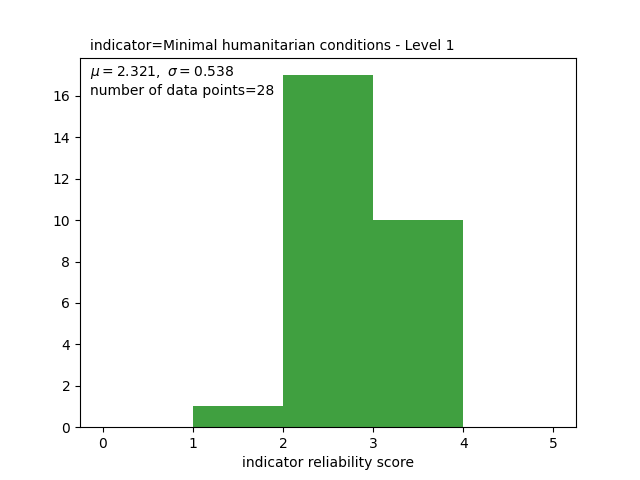 indicator=Minimal humanitarian conditions - Level 1
μ = 2.321, σ = 0.538
number of data points=28
16
14
12
10
8
6
4
2
0
0 1 2 3 4 5
indicator reliability score